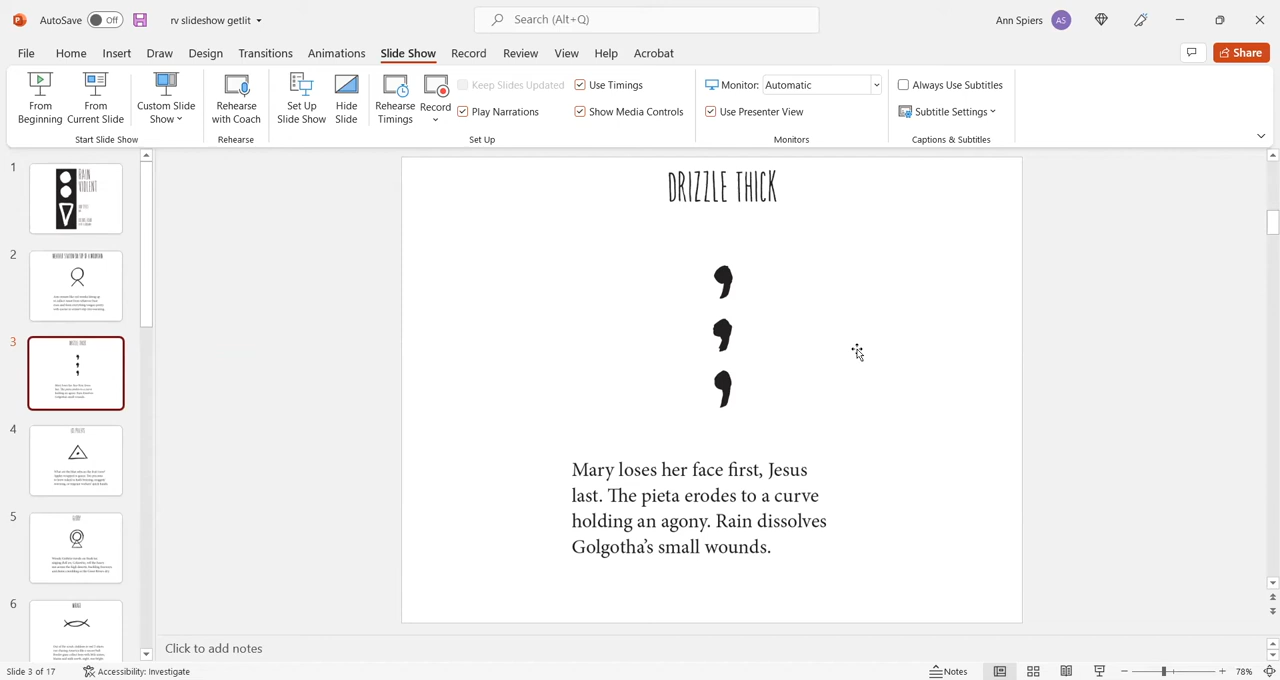 AutoSave Off rv slideshow getlit Search (Alt+Q) Ann Spiers AS
File Home Insert Draw Design Transitions Animations Slide Show Record Review View Help Acrobat Share
From Beginning
From Current Slide
Custom Slide Show
Rehearse with Coach
Set Up Slide Show
Hide Slide
Rehearse Timings
Record
Keep Slides Updated
Play Narrations
Use Timings
Show Media Controls
Monitor: Automatic
Use Presenter View
Always Use Subtitles
Subtitle Settings
Start Slide Show Rehearse Set Up Monitors Captions & Subtitles
1
RAIN
VIOLENT
2
3
DRIZZLE THICK
4
5
6
MIRAGE
DRIZZLE THICK
Mary loses her face first, Jesus
last. The pieta erodes to a curve
holding an agony. Rain dissolves
Golgotha's small wounds.
Click to add notes
Slide 3 of 17 Accessibility: Investigate Notes 78%